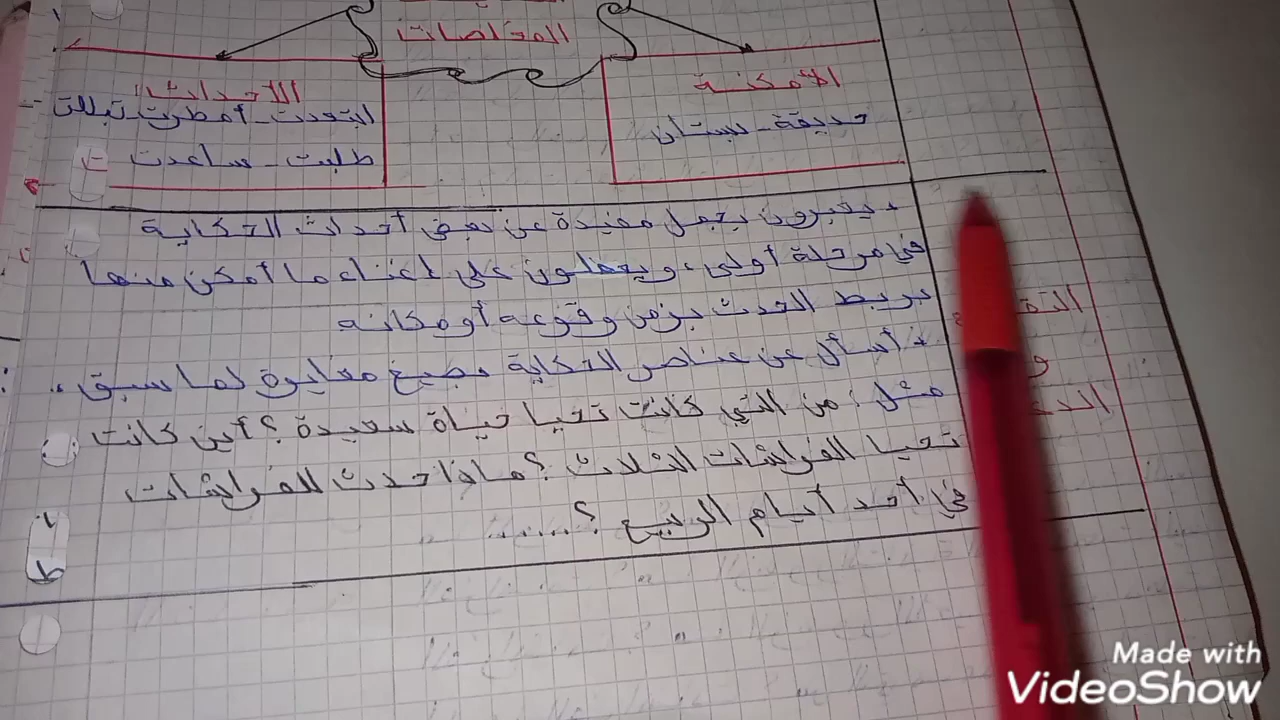 المخلصات
الأمكنة
حديقة - بستان
الأحداث:
ابتعدت - أمطرت تبللت
طلبت - ساعدت
+ يعبرون بجمل مفيدة عن بعض أحداث الحكاية
في مرحلة أولى، ويعملون على إغناء ما أمكن منها
بربط الحدث بزمن وقوعه أو مكانه
+ أسأل عن عناصر الحكاية بصيغ مغايرة لما سبق،
مثل: من التي كانت تحيا حياة سعيدة؟ أين كانت
تحيا الفراشات الثلاث؟ ماذا حدث للفراشات
في أحد أيام الربيع؟......
و
Made with
VideoShow